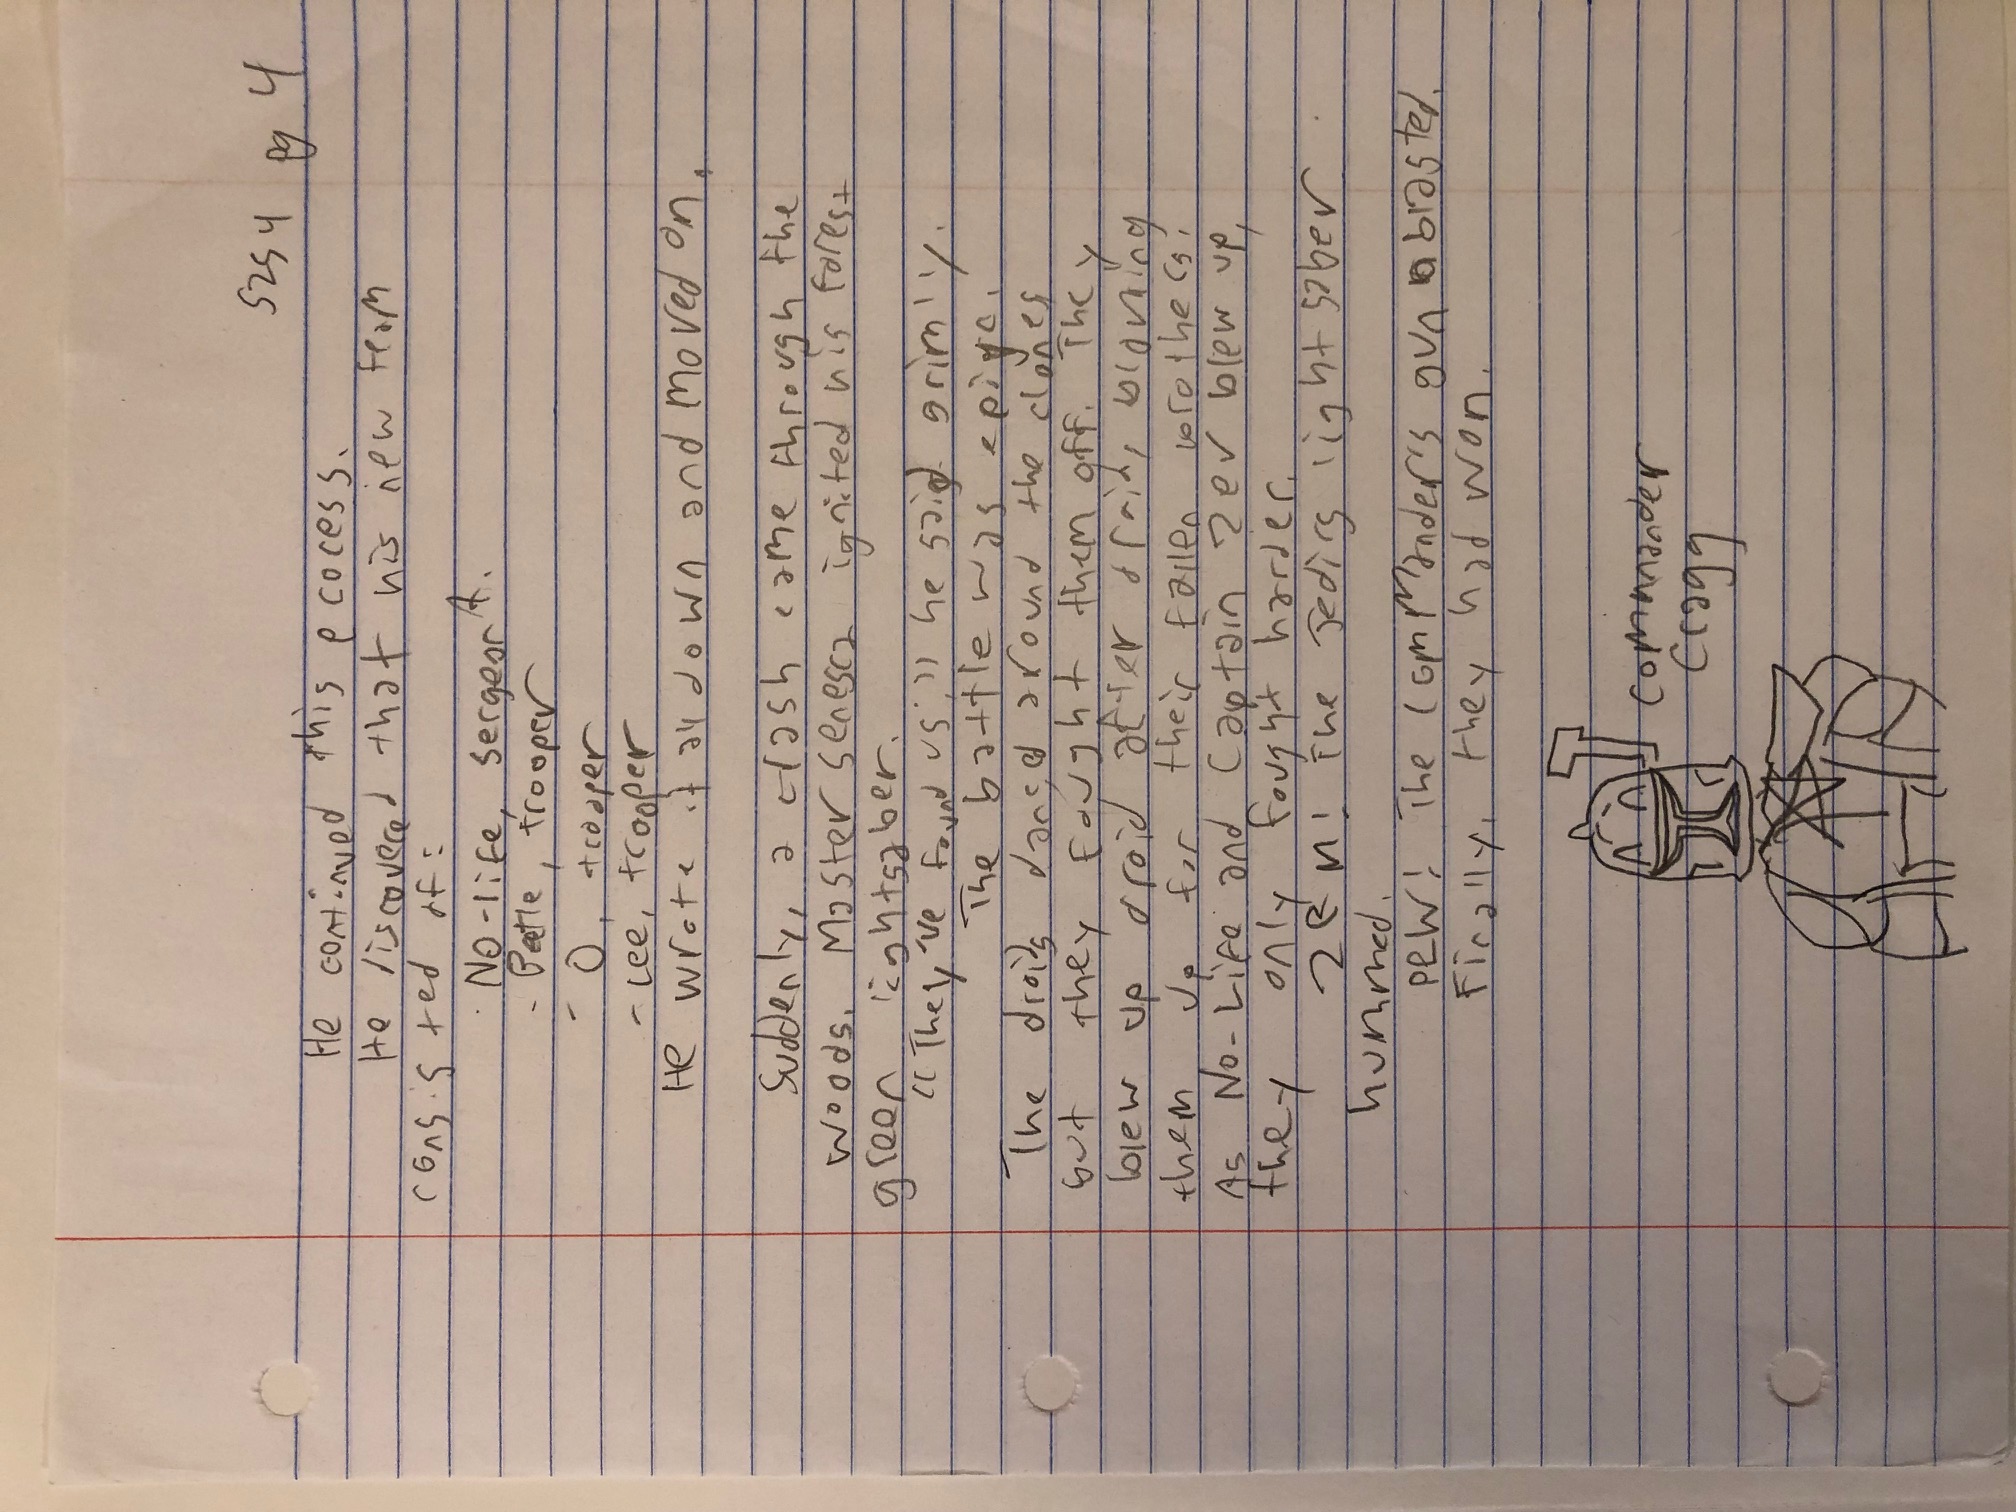 S2S4 pg 4
He continued this process.
He discovered that his new team
consisted of:
- No-life, sergeant.
- Beetle, trooper
- O, trooper
- Lee, trooper
He wrote it all down and moved on.
Suddenly, a crash came through the
woods. Master Senesca ignited his forest
green lightsaber.
"They've found us," he said grimly.
The battle was epic.
The droids danced around the clones
but they fought them off. They
blew up droid after droid, blowing
them up for their fallen brothers.
As No-Life and Captain Zev blew up,
they only fought harder.
ZEM! The Jedi's lightsaber
hummed.
PEW! The Commander's gun blasted.
Finally, they had won.
Commander
Cragg